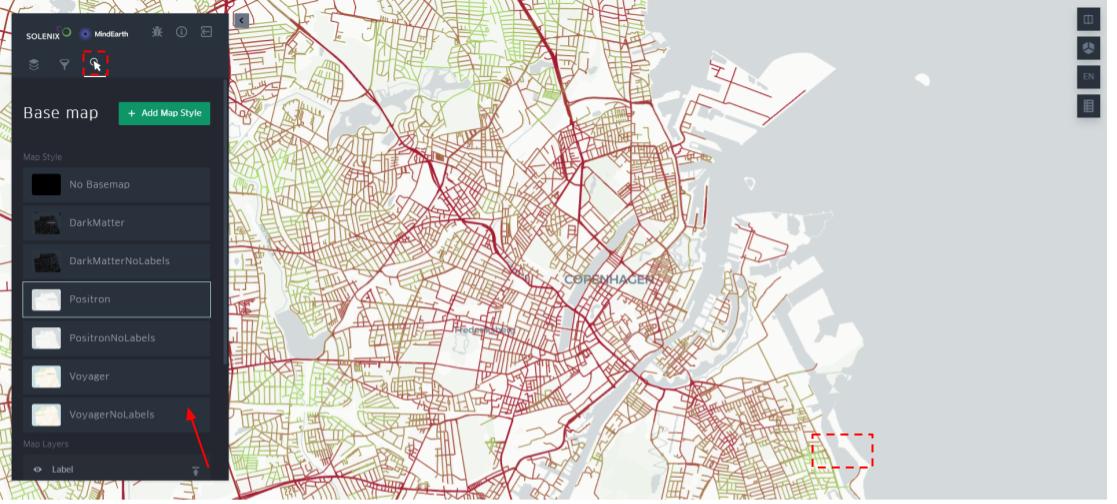 SOLENIX MindEarth
EN
Base map
+ Add Map Style
Map Style
No Basemap
DarkMatter
DarkMatterNoLabels
Positron
PositronNoLabels
Voyager
VoyagerNoLabels
Map Layers
Label
COPENHAGEN
Frederiksberg